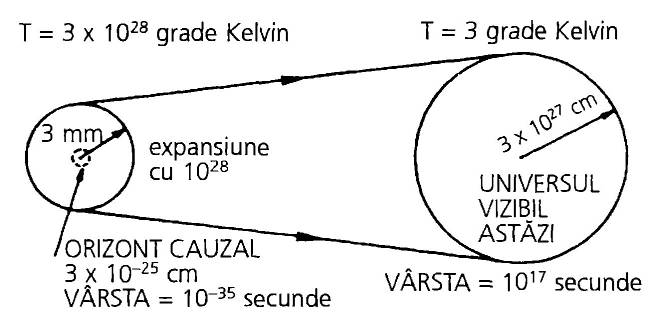 T = 3 x 10²⁸ grade Kelvin
T = 3 grade Kelvin
3 mm
expansiune
cu 10²⁸
3 x 10²⁷ cm
UNIVERSUL
VIZIBIL
ASTĂZI
ORIZONT CAUZAL
3 x 10⁻²⁵ cm
VÂRSTA = 10⁻³⁵ secunde
VÂRSTA = 10¹⁷ secunde